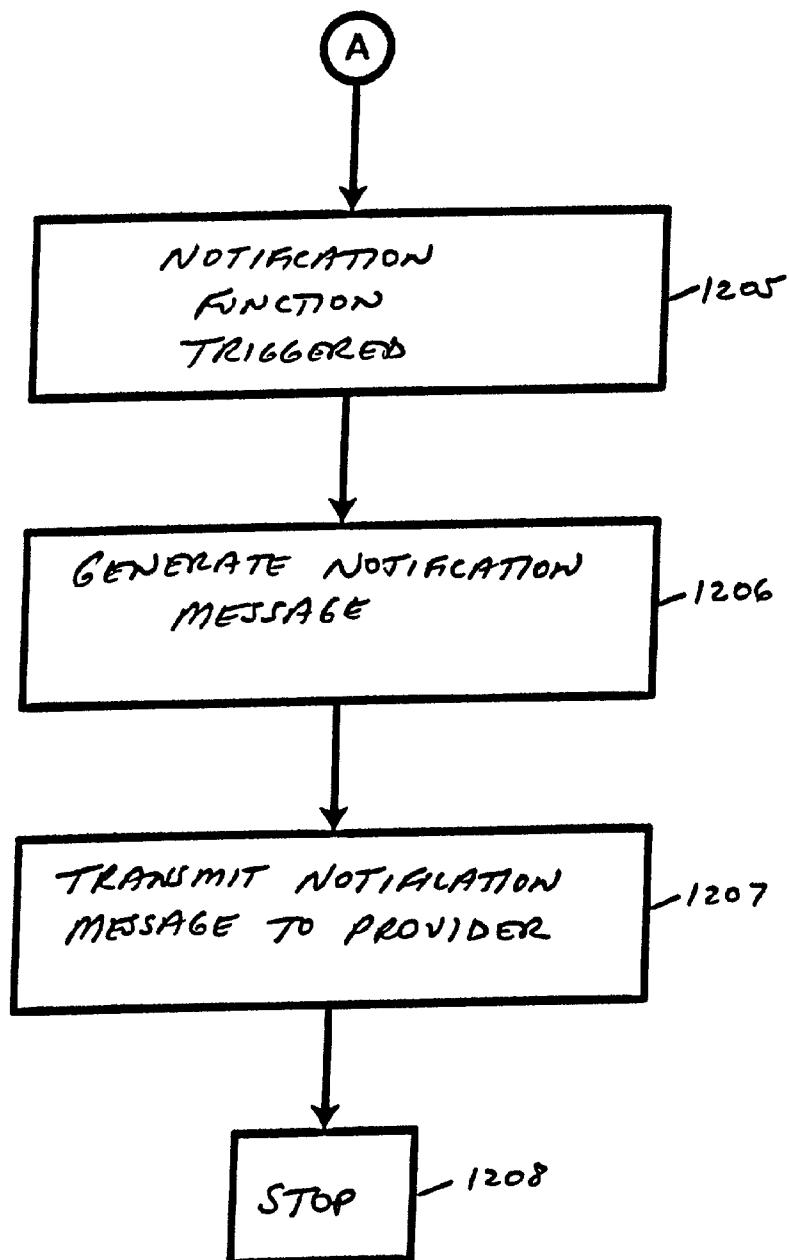 A
NOTIFICATION
FUNCTION
TRIGGERED
1205
GENERATE NOTIFICATION
MESSAGE
1206
TRANSMIT NOTIFICATION
MESSAGE TO PROVIDER
1207
STOP
1208